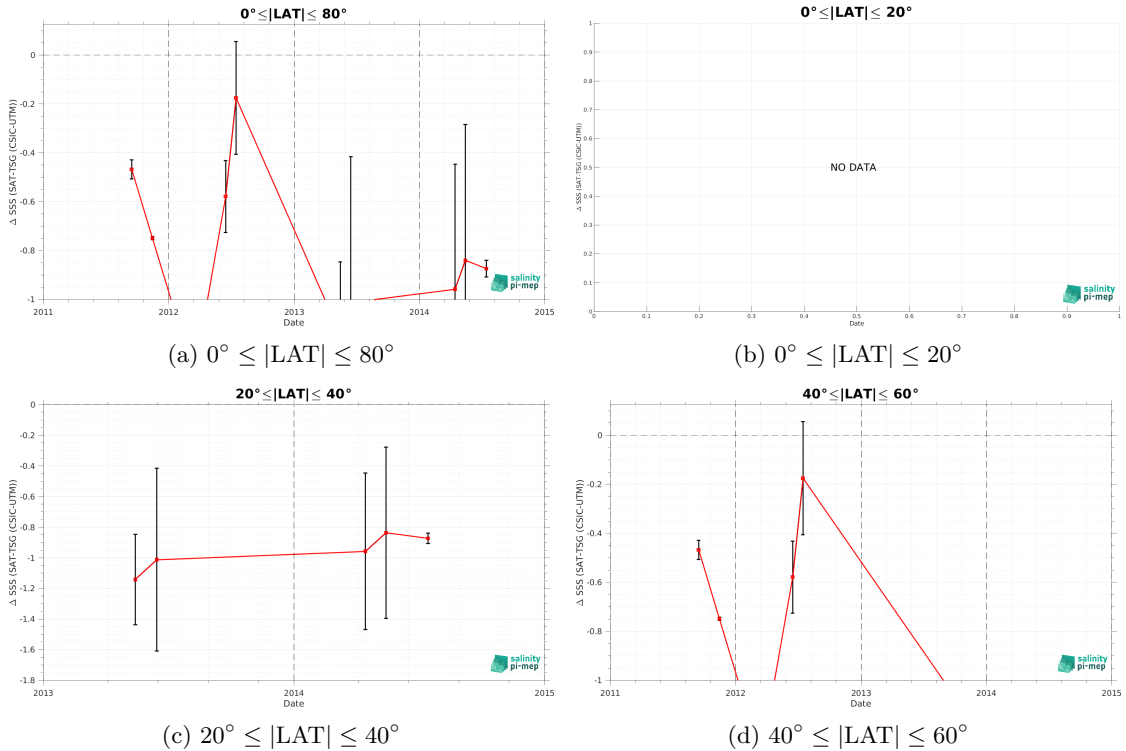 0°≤|LAT|≤ 80°
Δ SSS (SAT-TSG (CSIC-UTM))
0
-0.2
-0.4
-0.6
-0.8
-1
2011
2012
2013
2014
2015
Date
salinity
pi-mep
(a) 0° ≤ |LAT| ≤ 80°
0°≤|LAT|≤ 20°
Δ SSS (SAT-TSG (CSIC-UTM))
1
0.9
0.8
0.7
0.6
0.5
0.4
0.3
0.2
0.1
0
NO DATA
0
0.1
0.2
0.3
0.4
0.5
0.6
0.7
0.8
0.9
1
Date
salinity
pi-mep
(b) 0° ≤ |LAT| ≤ 20°
20°≤|LAT|≤ 40°
Δ SSS (SAT-TSG (CSIC-UTM))
0
-0.2
-0.4
-0.6
-0.8
-1
-1.2
-1.4
-1.6
-1.8
2013
2014
2015
Date
salinity
pi-mep
(c) 20° ≤ |LAT| ≤ 40°
40°≤|LAT|≤ 60°
Δ SSS (SAT-TSG (CSIC-UTM))
0
-0.2
-0.4
-0.6
-0.8
-1
2011
2012
2013
2014
2015
Date
salinity
pi-mep
(d) 40° ≤ |LAT| ≤ 60°